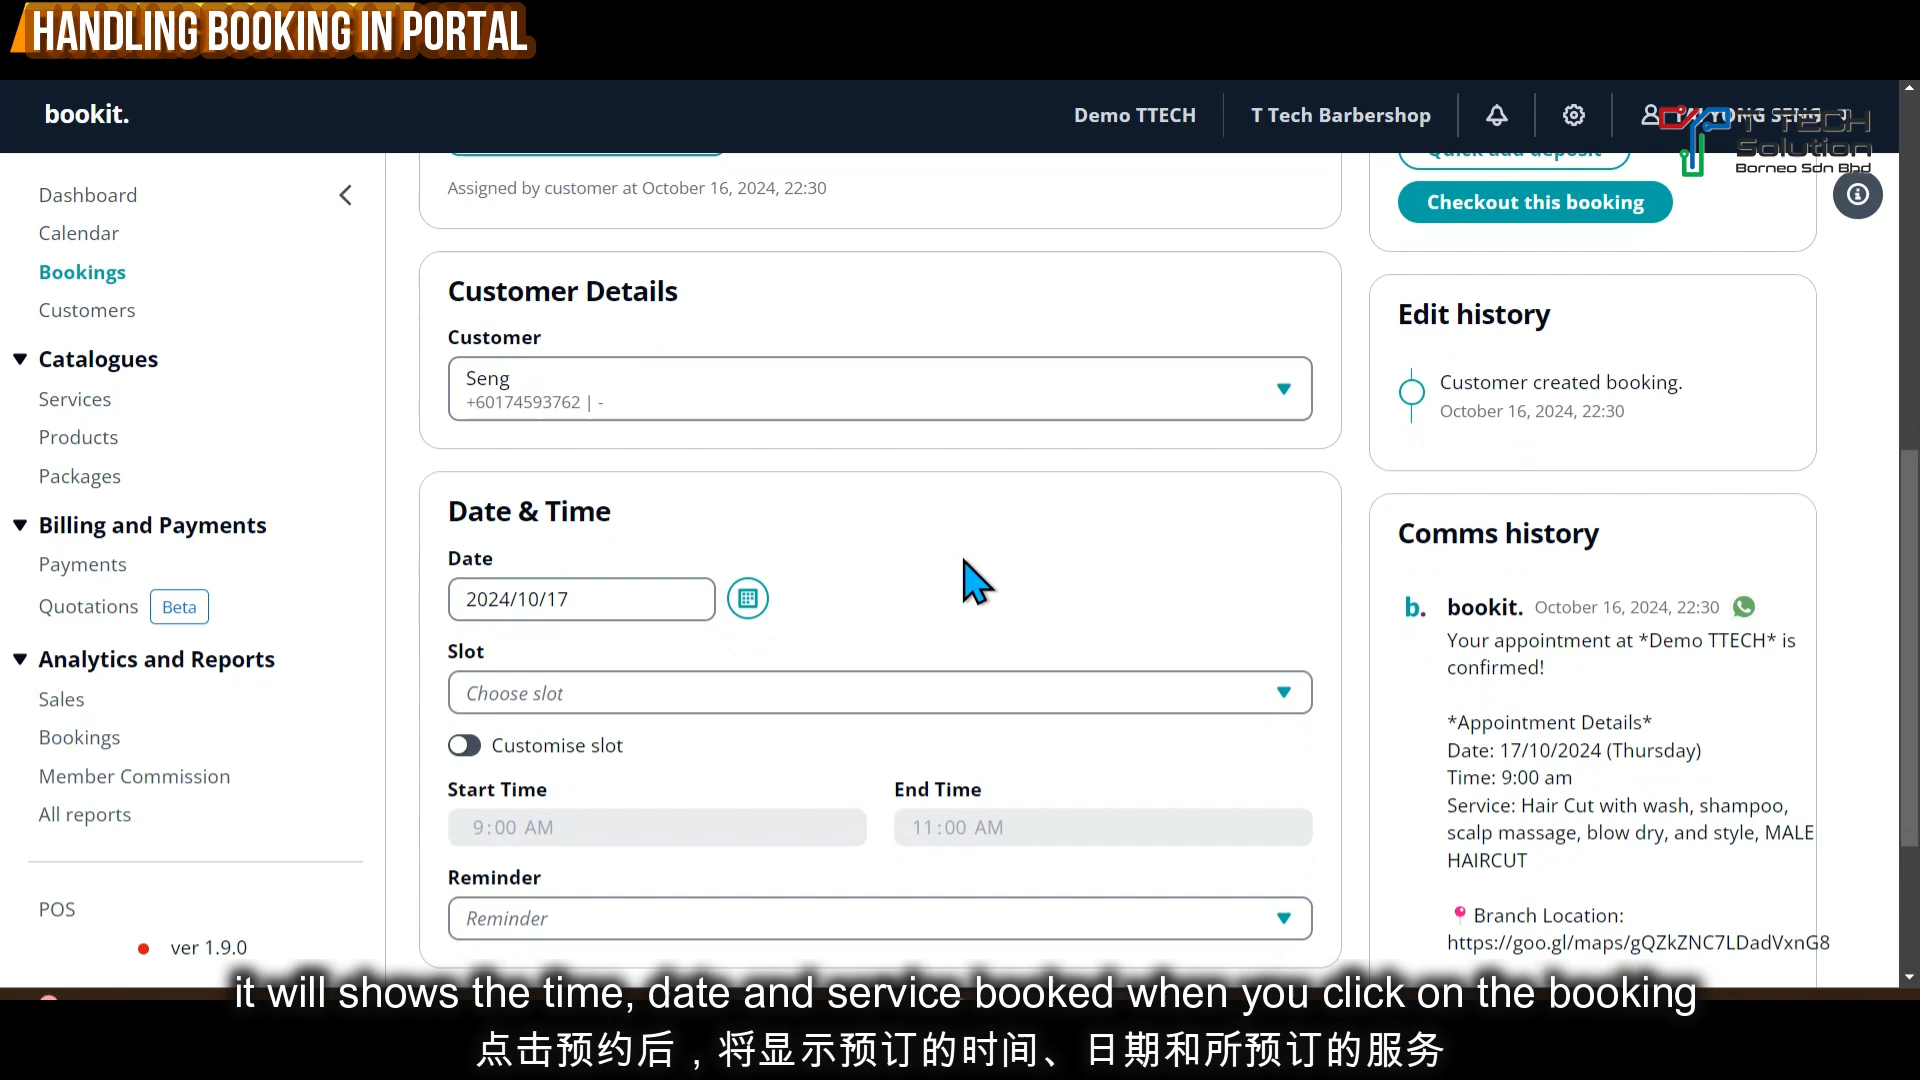 HANDLING BOOKING IN PORTAL
bookit.
Demo TTECH
T Tech Barbershop
YONG SENG
T TECH
Solution
Borneo Sdn Bhd
Dashboard
Calendar
Bookings
Customers
Catalogues
Services
Products
Packages
Billing and Payments
Payments
Quotations Beta
Analytics and Reports
Sales
Bookings
Member Commission
All reports
POS
ver 1.9.0
Assigned by customer at October 16, 2024, 22:30
Customer Details
Customer
Seng
+60174593762 | -
Date & Time
Date
2024/10/17
Slot
Choose slot
Customise slot
Start Time
End Time
9:00 AM
11:00 AM
Reminder
Reminder
Quick add deposit
Checkout this booking
Edit history
Customer created booking.
October 16, 2024, 22:30
Comms history
b. bookit. October 16, 2024, 22:30
Your appointment at *Demo TTECH* is
confirmed!
*Appointment Details*
Date: 17/10/2024 (Thursday)
Time: 9:00 am
Service: Hair Cut with wash, shampoo,
scalp massage, blow dry, and style, MALE
HAIRCUT
Branch Location:
https://goo.gl/maps/gQZkZNC7LDadVxnG8
it will shows the time, date and service booked when you click on the booking
点击预约后，将显示预订的时间、日期和所预订的服务